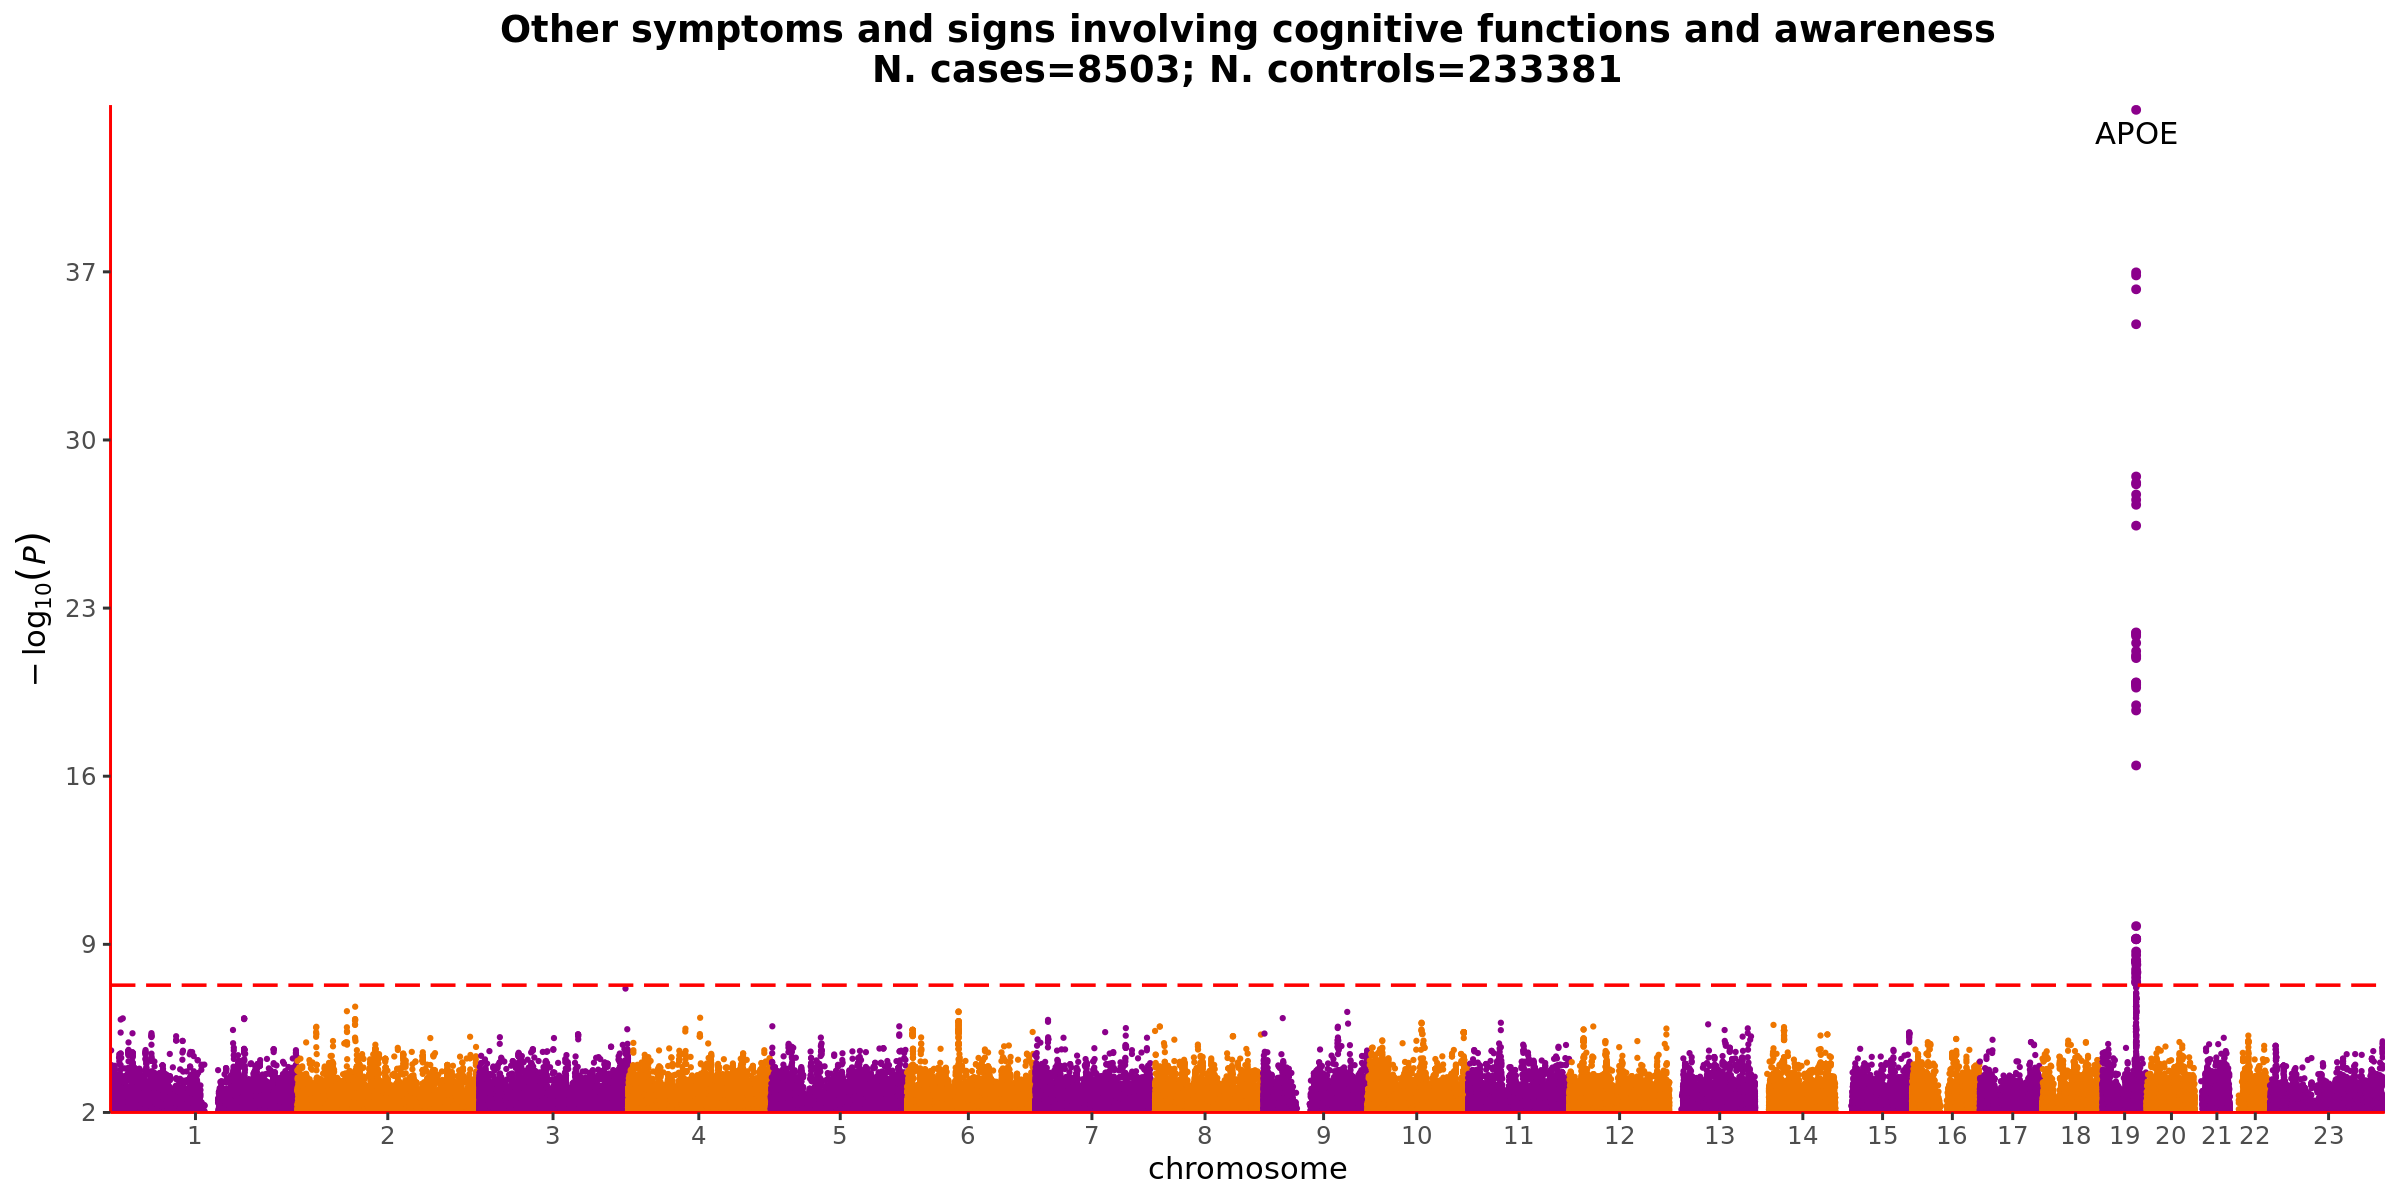 Other symptoms and signs involving cognitive functions and awareness
N. cases=8503; N. controls=233381
APOE
37
30
23
16
9
2
−log10(P)
1 2 3 4 5 6 7 8 9 10 11 12 13 14 15 16 17 18 19 20 21 22 23
chromosome